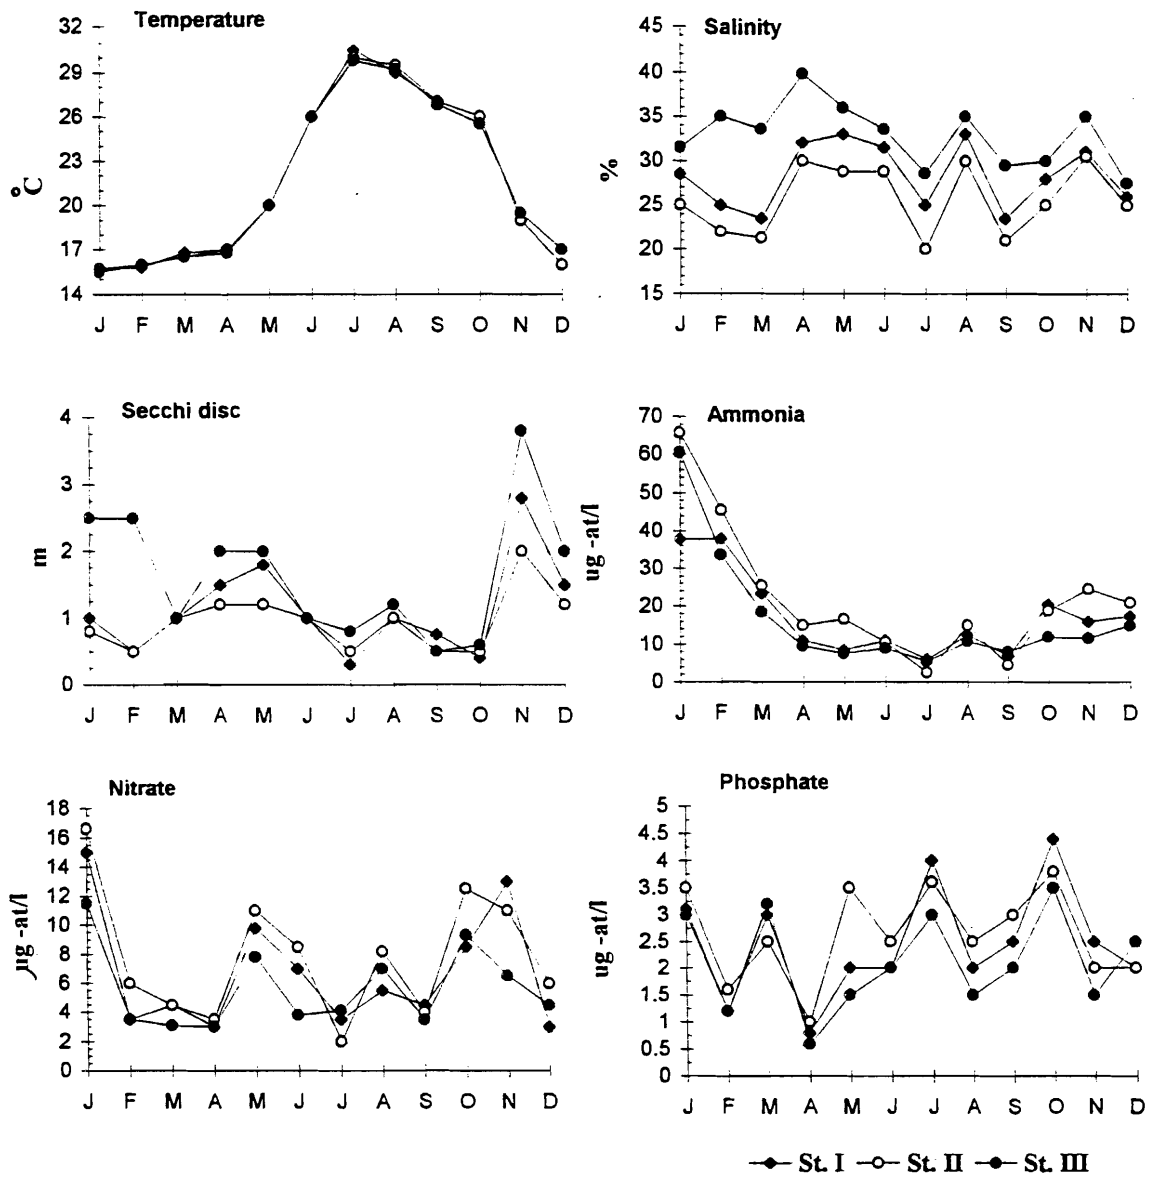 Temperature
32
29
26
23
20
17
14
°C
J F M A M J J A S O N D
Salinity
45
40
35
30
25
20
15
%
J F M A M J J A S O N D
Secchi disc
4
3
2
1
0
m
J F M A M J J A S O N D
Ammonia
70
60
50
40
30
20
10
0
ug -at/l
J F M A M J J A S O N D
Nitrate
18
16
14
12
10
8
6
4
2
0
µg -at/l
J F M A M J J A S O N D
Phosphate
5
4.5
4
3.5
3
2.5
2
1.5
1
0.5
0
ug -at/l
J F M A M J J A S O N D
St. I St. II St. III